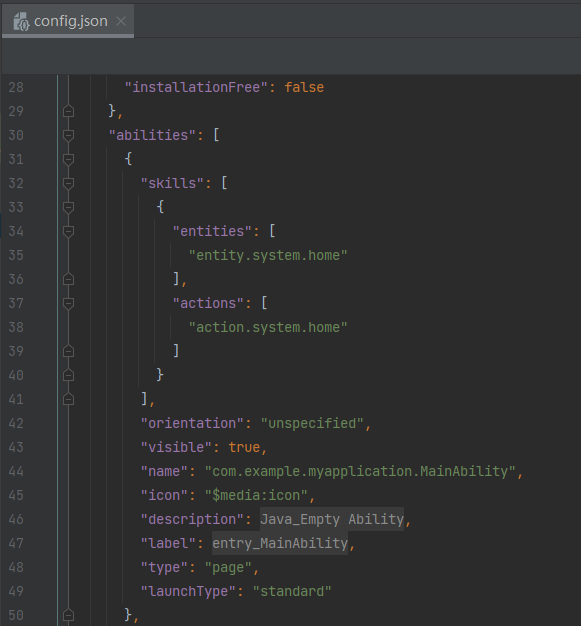 config.json
28 "installationFree": false
29 },
30 "abilities": [
31 {
32 "skills": [
33 {
34 "entities": [
35 "entity.system.home"
36 ],
37 "actions": [
38 "action.system.home"
39 ]
40 }
41 ],
42 "orientation": "unspecified",
43 "visible": true,
44 "name": "com.example.myapplication.MainAbility",
45 "icon": "$media:icon",
46 "description": Java_Empty Ability,
47 "label": entry_MainAbility,
48 "type": "page",
49 "launchType": "standard"
50 },